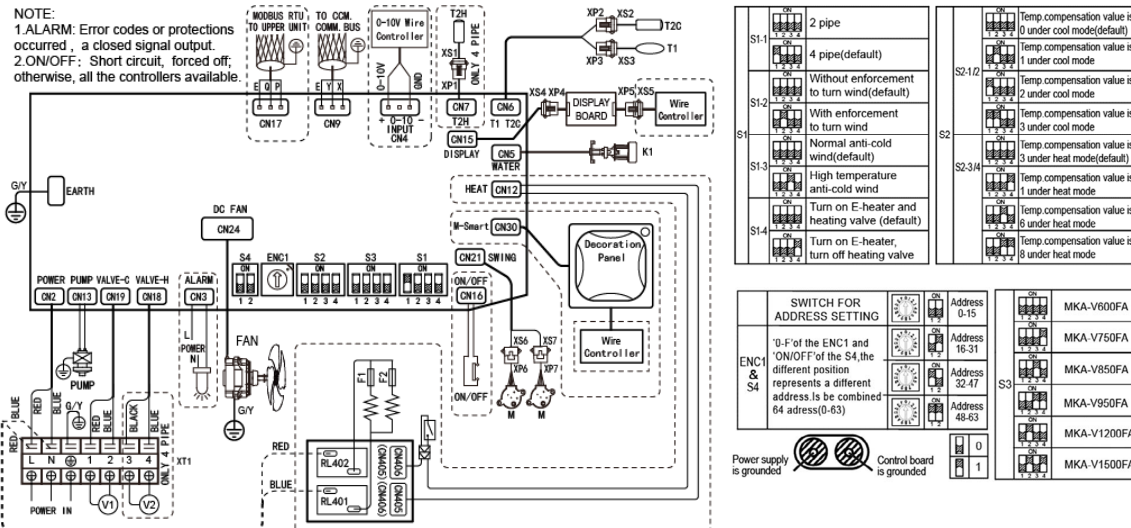 NOTE:
1.ALARM: Error codes or protections
occurred , a closed signal output.
2.ON/OFF: Short circuit, forced off;
otherwise, all the controllers available.
MODBUS RTU
TO UPPER UNIT
TO CCM.
COMM. BUS
0-10V Wire
Controller
T2H
XS1
XP1
ONLY 4 PIPE
XP2 XS2
T2C
T1
XP3 XS3
E Q P
CN17
E Y X
CN9
0-10V
GND
+ 0-10 -
INPUT
CN4
CN7
T2H
CN6
T1 T2C
XS4 XP4
DISPLAY
BOARD
XP5 XS5
Wire
Controller
CN15
DISPLAY
CN5
WATER
K1
HEAT CN12
M-Smart CN30
CN21 SWING
Decoration
Panel
G/Y
EARTH
DC FAN
CN24
S4 ENC1 S2 S3 S1
ON ON ON ON
1 2 1 2 3 4 1 2 3 4 1 2 3 4
ON/OFF
CN16
POWER PUMP VALVE-C VALVE-H
CN2 CN13 CN19 CN18
ALARM
CN3
L
POWER
N
FAN
G/Y
PUMP
G/Y
RED
BLUE
RED
BLUE
RED
BLUE
BLACK
BLUE
L N 1 2 3 4
XT1
ONLY 4 PIPE
POWER IN
V1
V2
F1
F2
RED
BLUE
RL402
RL401
(CN405) CN406
(CN406) CN405
ON/OFF
XS6 XS7
XP6 XP7
M M
Wire
Controller
S1
S1-1
2 pipe
4 pipe(default)
S1-2
Without enforcement
to turn wind(default)
With enforcement
to turn wind
S1-3
Normal anti-cold
wind(default)
High temperature
anti-cold wind
S1-4
Turn on E-heater and
heating valve (default)
Turn on E-heater,
turn off heating valve
S2
S2-1/2
Temp.compensation value is
0 under cool mode(default)
Temp.compensation value is
1 under cool mode
Temp.compensation value is
2 under cool mode
Temp.compensation value is
3 under cool mode
S2-3/4
Temp.compensation value is
3 under heat mode(default)
Temp.compensation value is
1 under heat mode
Temp.compensation value is
6 under heat mode
Temp.compensation value is
8 under heat mode
SWITCH FOR
ADDRESS SETTING
ENC1
&
S4
'0-F'of the ENC1 and
'ON/OFF'of the S4,the
different position
represents a different
address.Is be combined
64 adress(0-63)
Address
0-15
Address
16-31
Address
32-47
Address
48-63
Power supply
is grounded
Control board
is grounded
0
1
S3
MKA-V600FA
MKA-V750FA
MKA-V850FA
MKA-V950FA
MKA-V1200FA
MKA-V1500FA